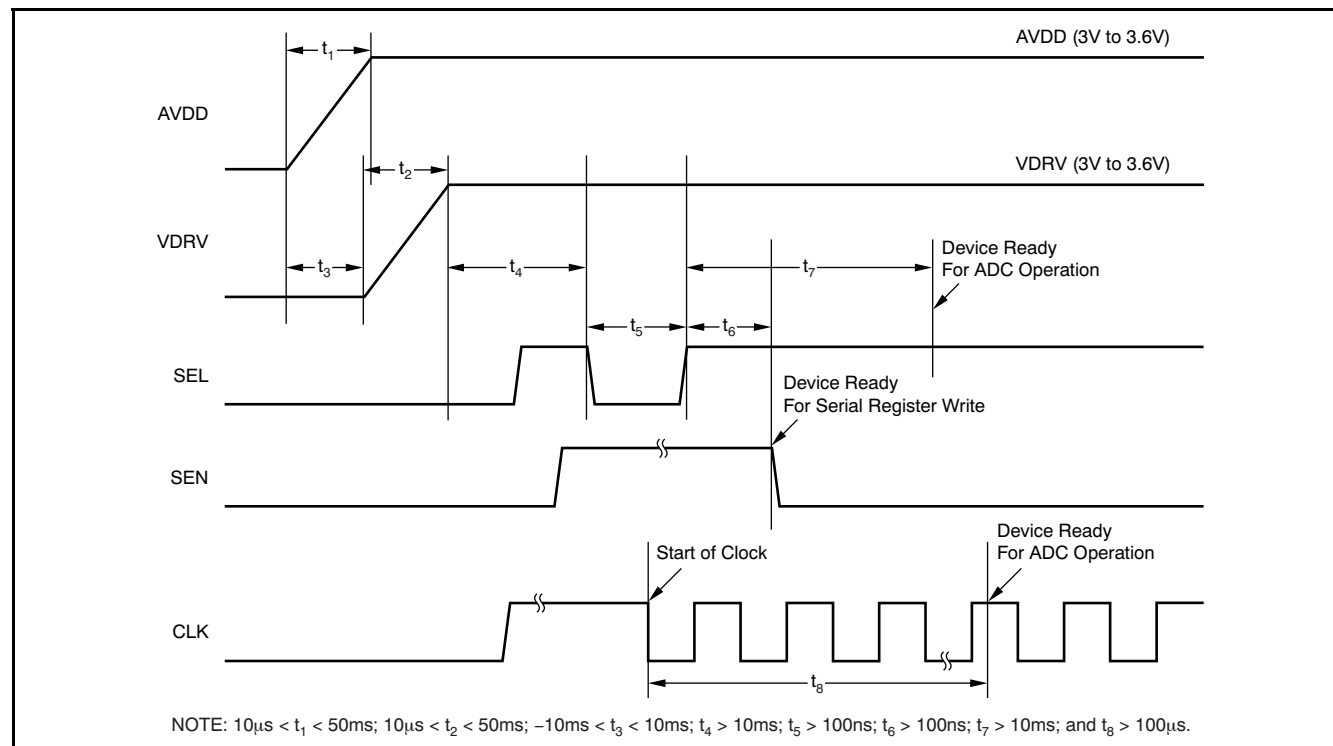 t1
AVDD (3V to 3.6V)
AVDD
t2
VDRV (3V to 3.6V)
VDRV
t3
t4
t7
Device Ready
For ADC Operation
t5
t6
SEL
Device Ready
For Serial Register Write
SEN
Start of Clock
Device Ready
For ADC Operation
CLK
t8
NOTE: 10μs < t1 < 50ms; 10μs < t2 < 50ms; −10ms < t3 < 10ms; t4 > 10ms; t5 > 100ns; t6 > 100ns; t7 > 10ms; and t8 > 100μs.